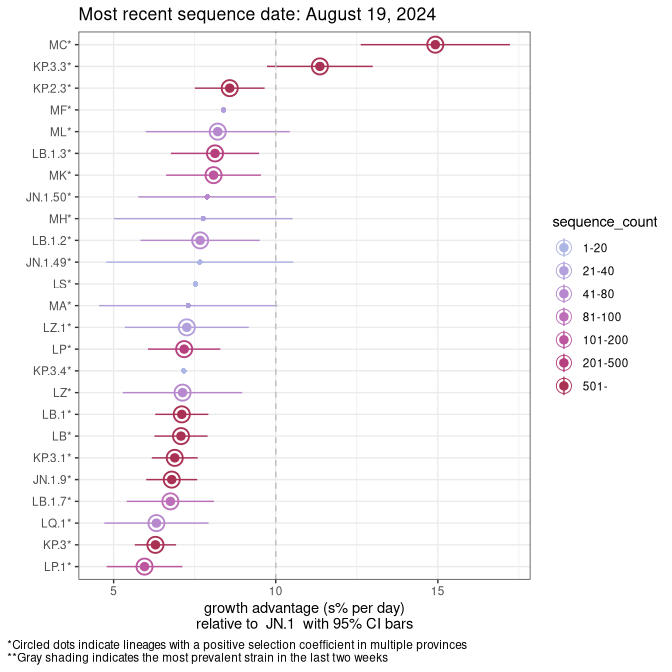 Most recent sequence date: August 19, 2024
MC*
KP.3.3*
KP.2.3*
MF*
ML*
LB.1.3*
MK*
JN.1.50*
MH*
LB.1.2*
JN.1.49*
LS*
MA*
LZ.1*
LP*
KP.3.4*
LZ*
LB.1*
LB*
KP.3.1*
JN.1.9*
LB.1.7*
LQ.1*
KP.3*
LP.1*
5 10 15
growth advantage (s% per day)
relative to JN.1 with 95% CI bars
sequence_count
1-20
21-40
41-80
81-100
101-200
201-500
501-
*Circled dots indicate lineages with a positive selection coefficient in multiple provinces
**Gray shading indicates the most prevalent strain in the last two weeks